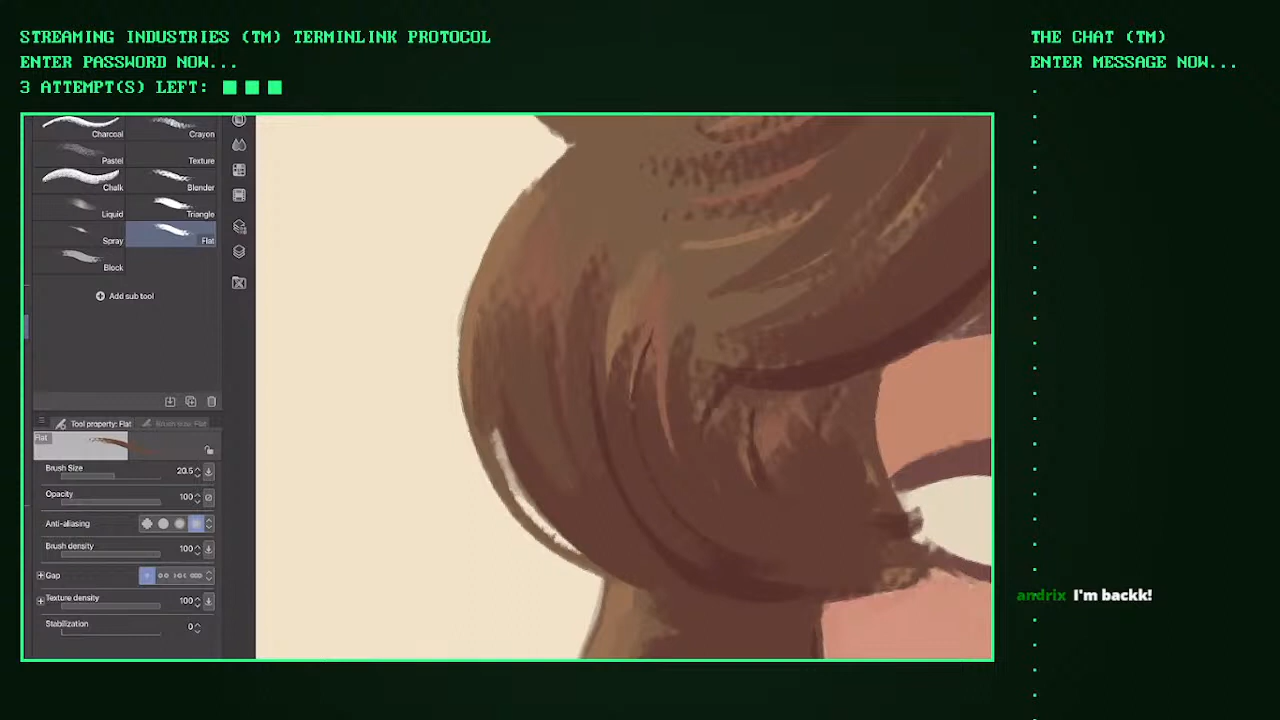 STREAMING INDUSTRIES (TM) TERMINLINK PROTOCOL
ENTER PASSWORD NOW...
3 ATTEMPT(S) LEFT:
THE CHAT (TM)
ENTER MESSAGE NOW...
Charcoal
Crayon
Pastel
Texture
Chalk
Blender
Liquid
Triangle
Spray
Flat
Block
Add sub tool
Tool property: Flat
Flat
Brush Size 20.5
Opacity 100
Anti-aliasing
Brush density 100
Gap
Texture density 100
Stabilization 0
andrix I'm backk!